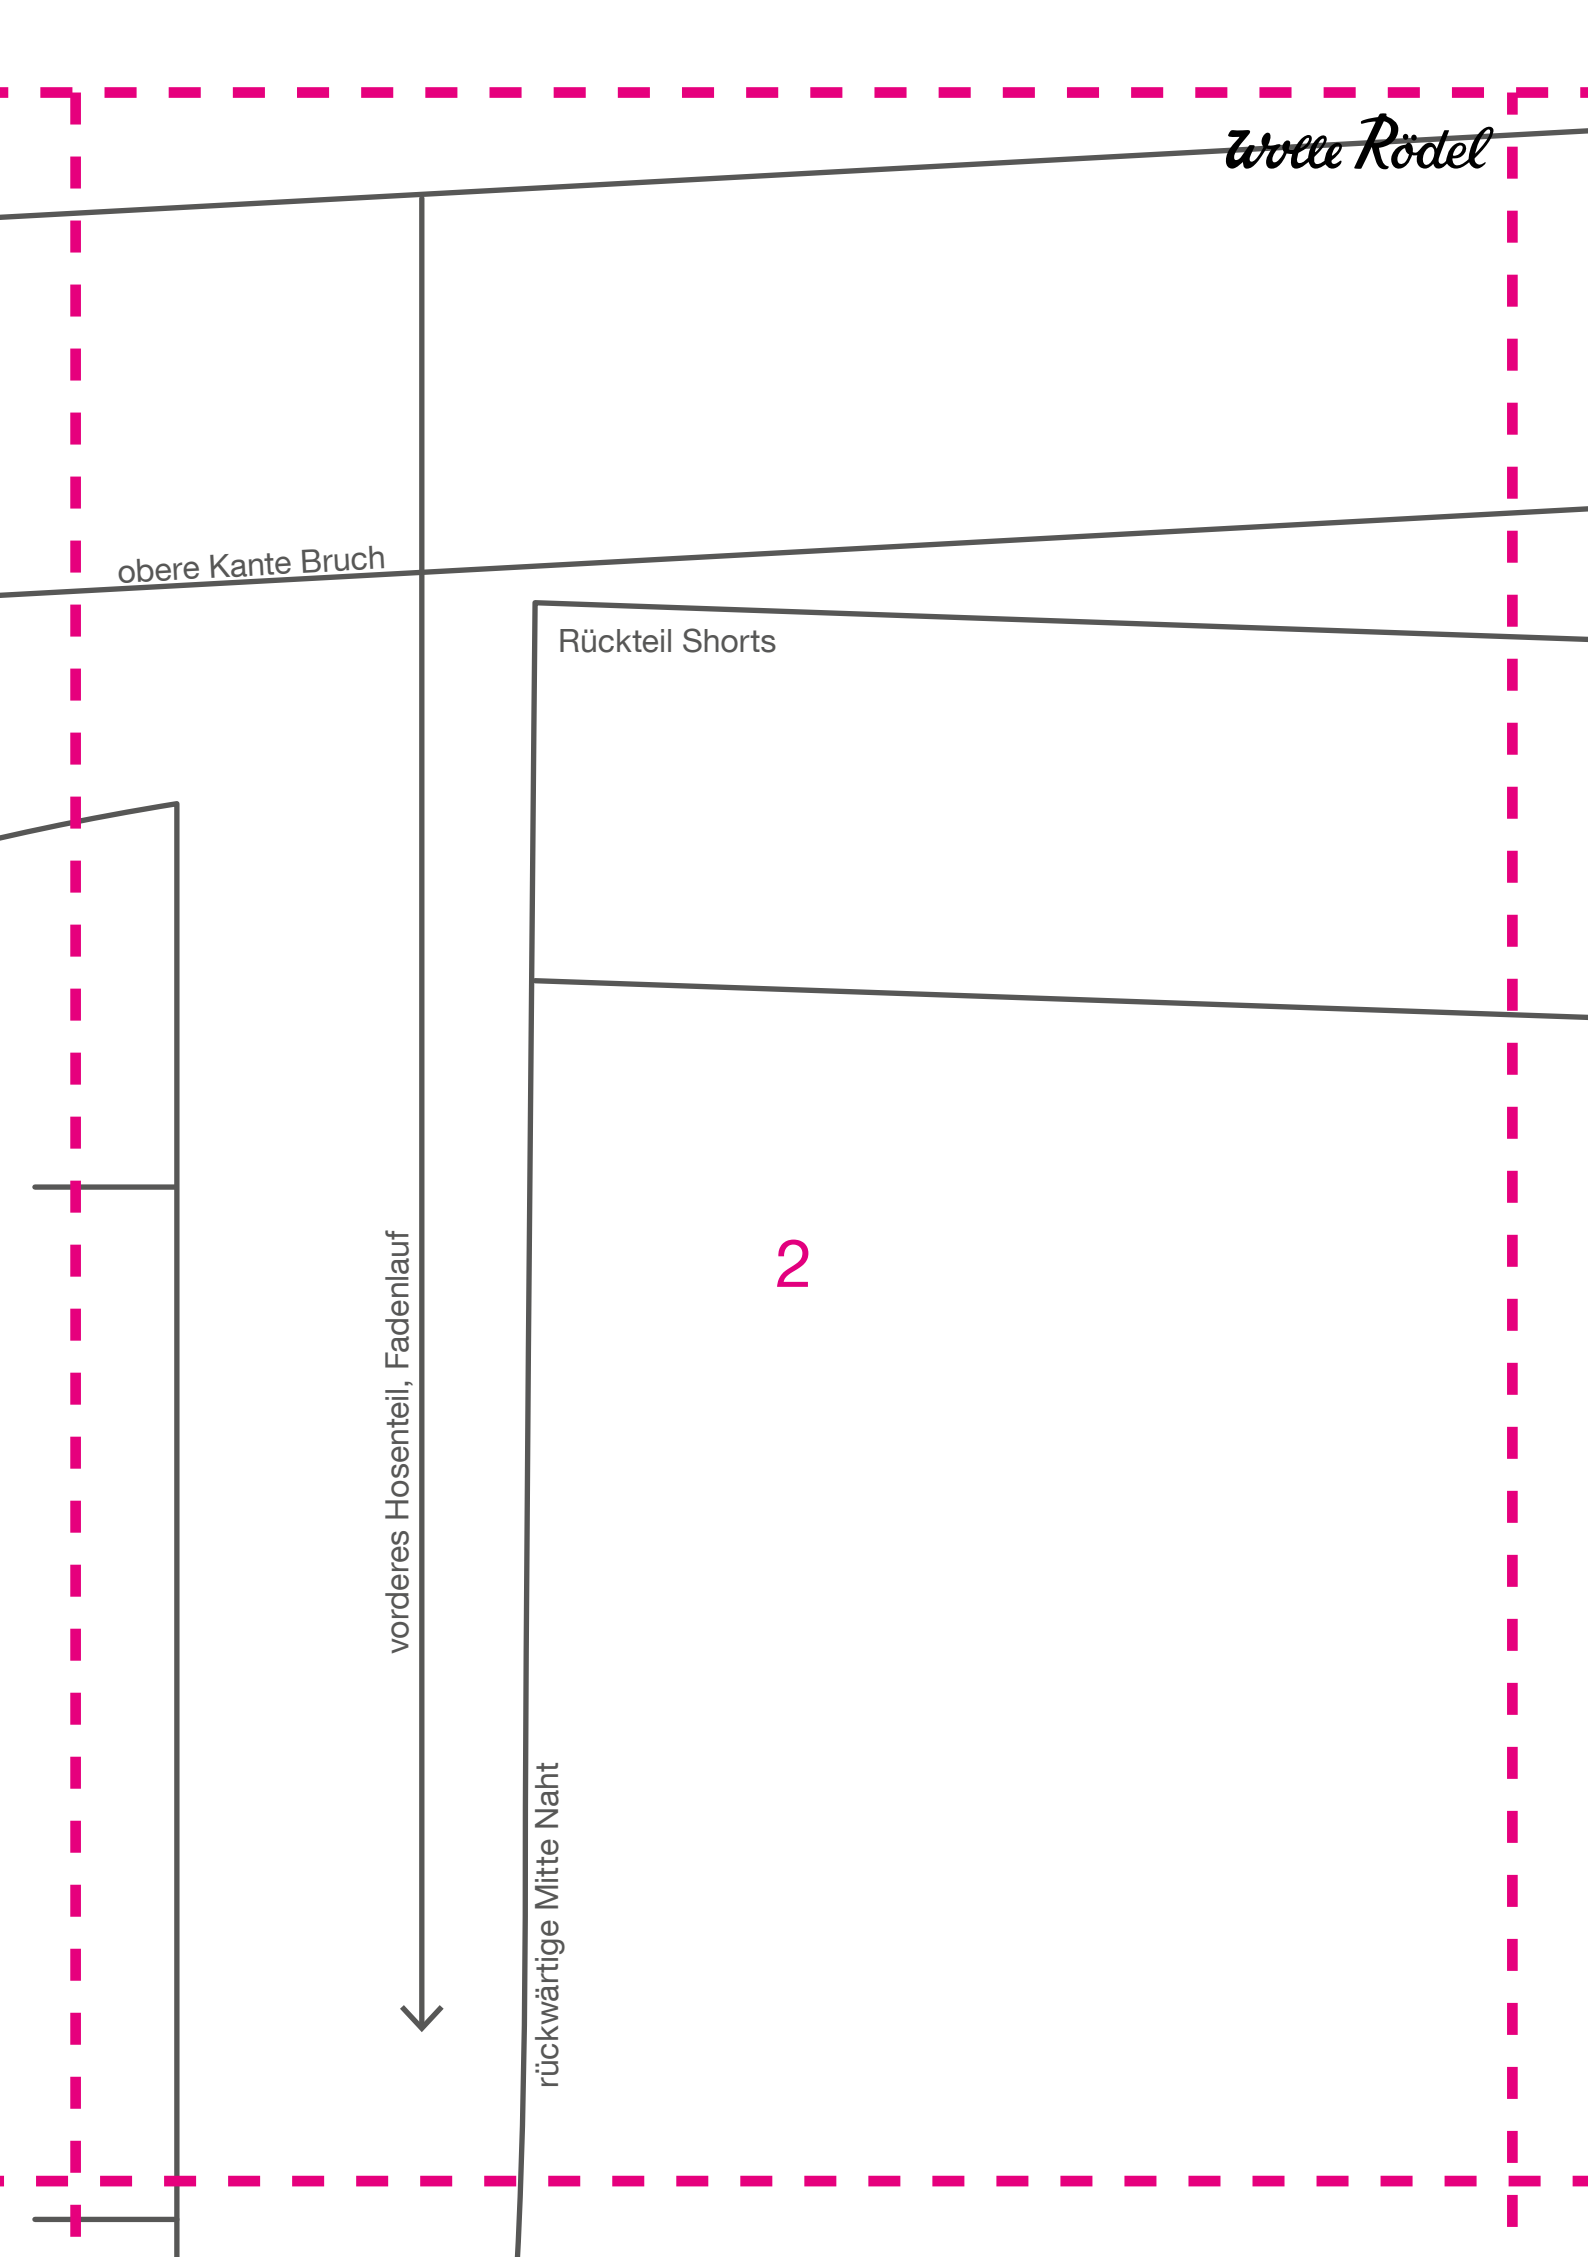 Wolle Rödel
obere Kante Bruch
Rückteil Shorts
2
vorderes Hosenteil, Fadenlauf
rückwärtige Mitte Naht